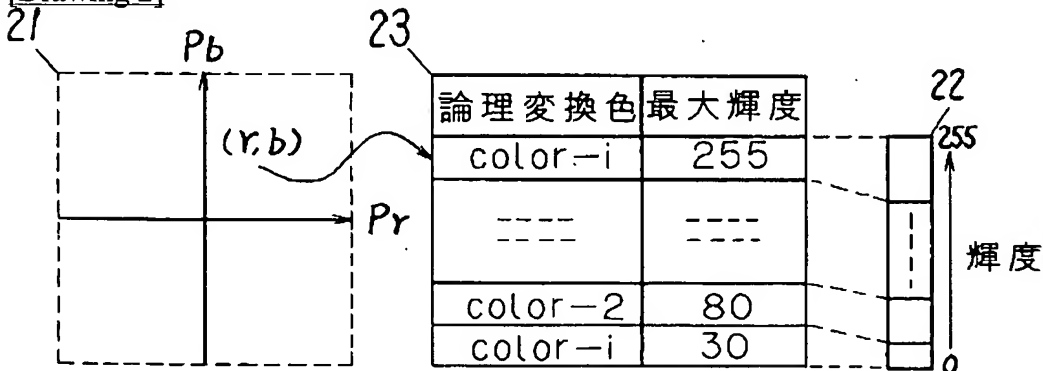 [Drawing 2]
21
Pb
(r,b)
Pr
23
論理変換色 最大輝度
color-i 255
color-2 80
color-i 30
22
255
輝度
0